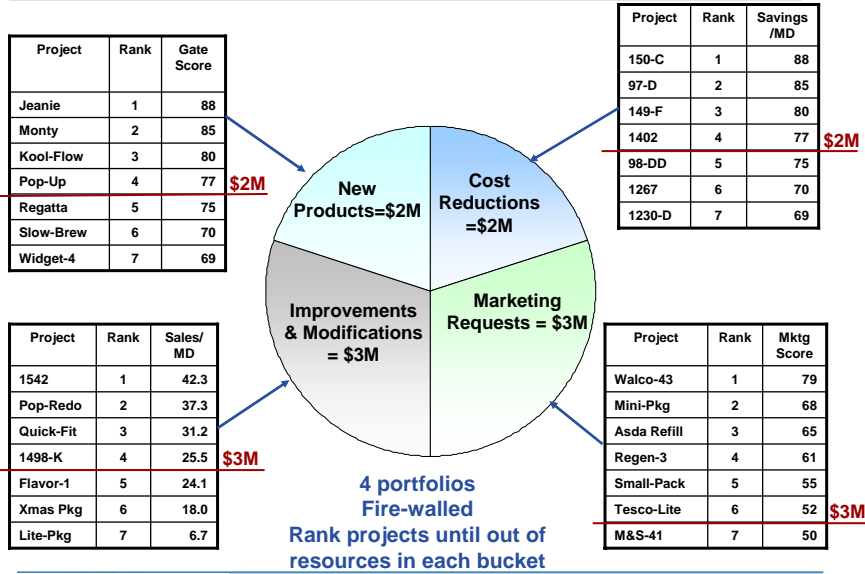 Project Rank Gate
Score
Jeanie 1 88
Monty 2 85
Kool-Flow 3 80
Pop-Up 4 77
$2M
Regatta 5 75
Slow-Brew 6 70
Widget-4 7 69
Project Rank Savings
/MD
150-C 1 88
97-D 2 85
149-F 3 80
1402 4 77
$2M
98-DD 5 75
1267 6 70
1230-D 7 69
New
Products=$2M
Cost
Reductions
=$2M
Improvements
& Modifications
= $3M
Marketing
Requests = $3M
Project Rank Sales/
MD
1542 1 42.3
Pop-Redo 2 37.3
Quick-Fit 3 31.2
1498-K 4 25.5
$3M
Flavor-1 5 24.1
Xmas Pkg 6 18.0
Lite-Pkg 7 6.7
4 portfolios
Fire-walled
Rank projects until out of
resources in each bucket
Project Rank Mktg
Score
Walco-43 1 79
Mini-Pkg 2 68
Asda Refill 3 65
Regen-3 4 61
Small-Pack 5 55
Tesco-Lite 6 52
$3M
M&S-41 7 50